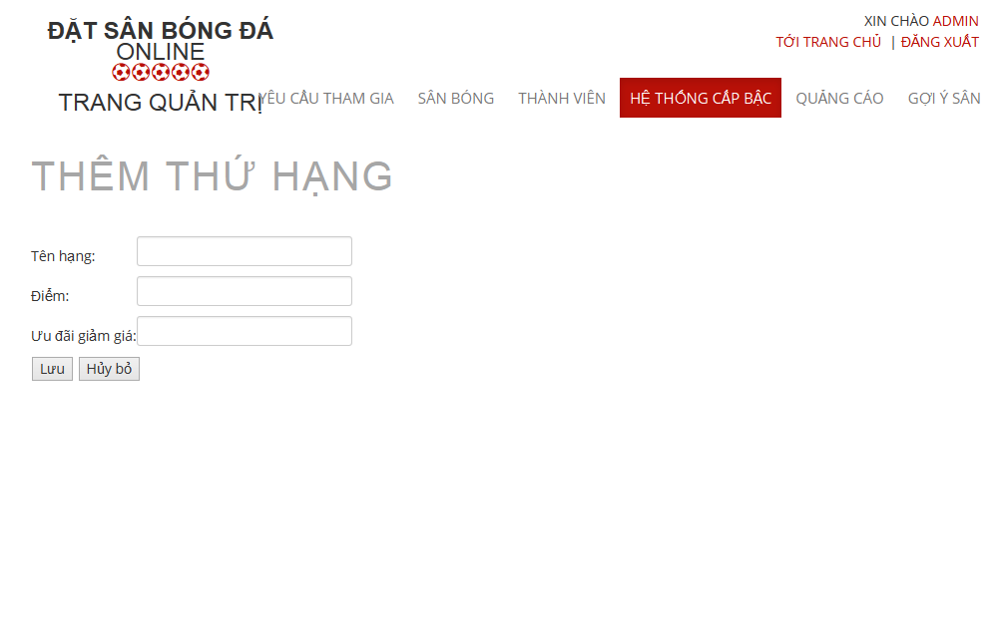 ĐẶT SÂN BÓNG ĐÁ
ONLINE
TRANG QUẢN TRỊ
XIN CHÀO ADMIN
TỚI TRANG CHỦ | ĐĂNG XUẤT
YÊU CẦU THAM GIA SÂN BÓNG THÀNH VIÊN HỆ THỐNG CẤP BẬC QUẢNG CÁO GỢI Ý SÂN
THÊM THỨ HẠNG
Tên hạng:
Điểm:
Ưu đãi giảm giá:
Lưu Hủy bỏ